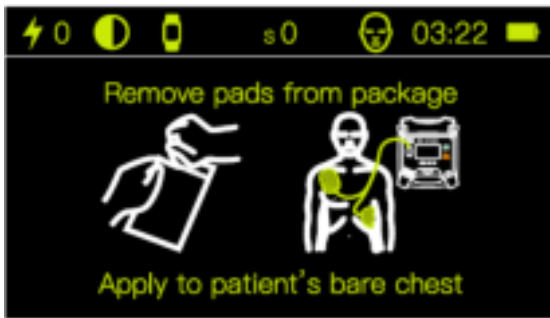 0 s0 03:22
Remove pads from package
Apply to patient's bare chest